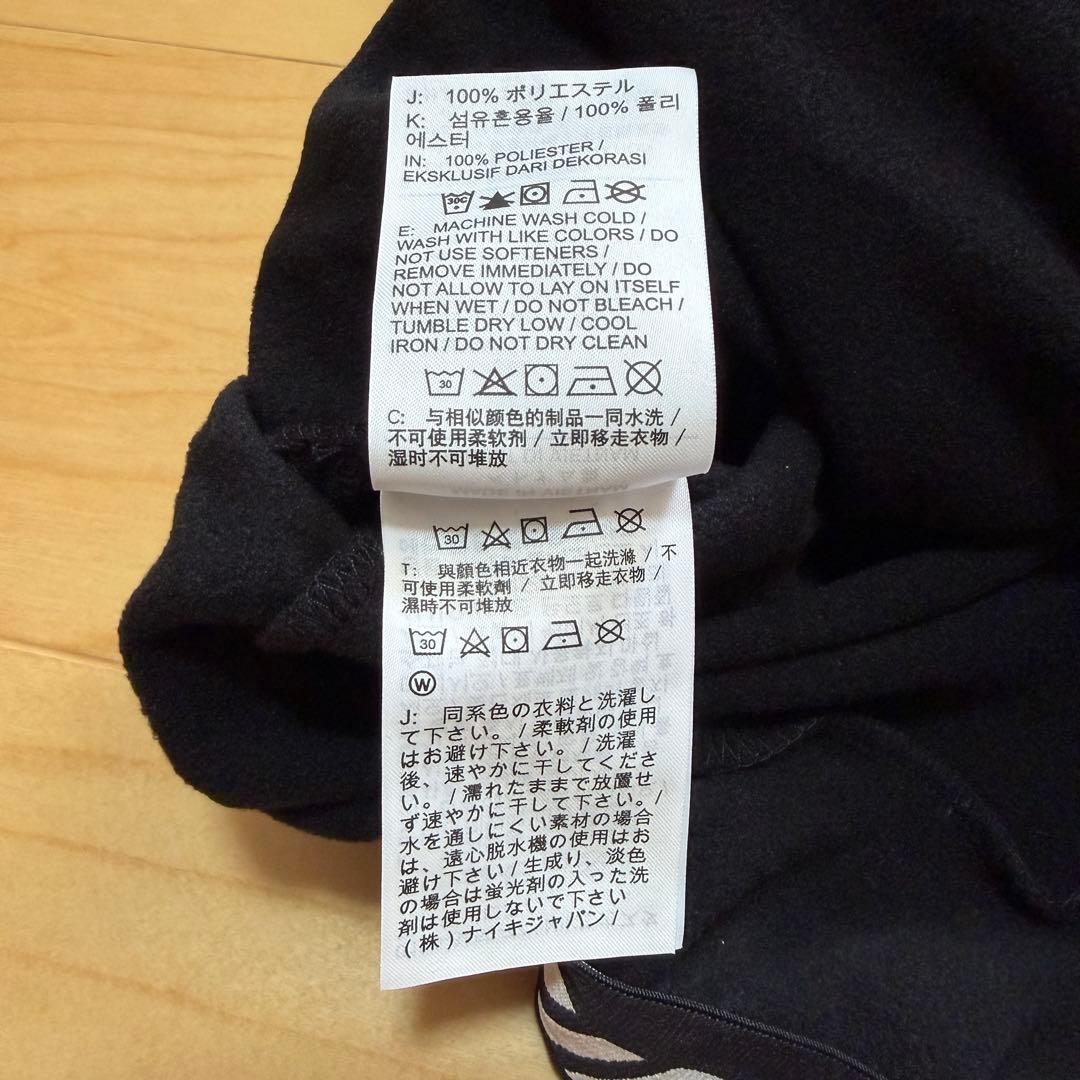 J: 100% ポリエステル
K: 섬유혼용율 / 100% 폴리
에스터
IN: 100% POLIESTER /
EKSKLUSIF DARI DEKORASI
30C
E: MACHINE WASH COLD /
WASH WITH LIKE COLORS / DO
NOT USE SOFTENERS /
REMOVE IMMEDIATELY / DO
NOT ALLOW TO LAY ON ITSELF
WHEN WET / DO NOT BLEACH /
TUMBLE DRY LOW / COOL
IRON / DO NOT DRY CLEAN
30
C: 与相似颜色的制品一同水洗 /
不可使用柔软剂 / 立即移走衣物 /
湿时不可堆放
30
T: 與顏色相近衣物一起洗滌 / 不
可使用柔軟劑 / 立即移走衣物 /
濕時不可堆放
30
W
J: 同系色の衣料と洗濯し
て下さい。 / 柔軟剤の使用
はお避け下さい。 / 洗濯
後、速やかに干してくださ
い。 / 濡れたままで放置せ
ず速やかに干して下さい。 /
水を通しにくい素材の場合
は、遠心脱水機の使用はお
避け下さい / 生成り、淡色
の場合は蛍光剤の入った洗
剤は使用しないで下さい
(株) ナイキジャパン /